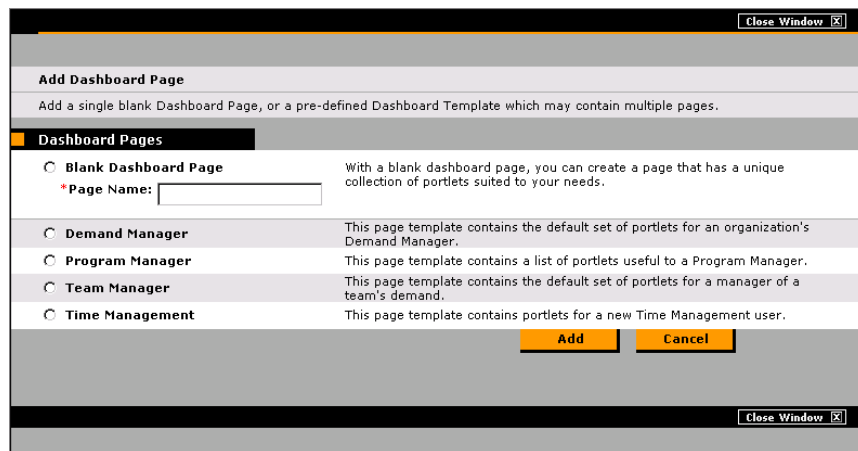 Close Window X
Add Dashboard Page
Add a single blank Dashboard Page, or a pre-defined Dashboard Template which may contain multiple pages.
Dashboard Pages
Blank Dashboard Page
With a blank dashboard page, you can create a page that has a unique
collection of portlets suited to your needs.
*Page Name:
Demand Manager
This page template contains the default set of portlets for an organization's
Demand Manager.
Program Manager
This page template contains a list of portlets useful to a Program Manager.
Team Manager
This page template contains the default set of portlets for a manager of a
team's demand.
Time Management
This page template contains portlets for a new Time Management user.
Add
Cancel
Close Window X